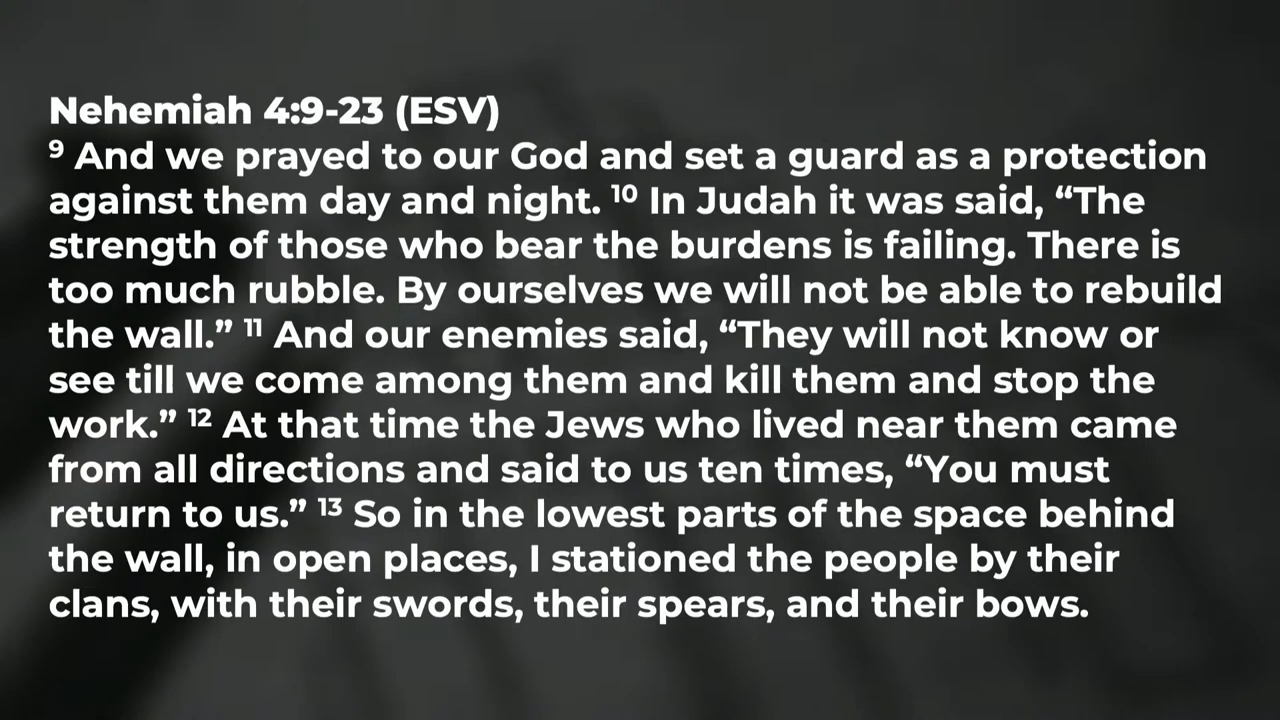 Nehemiah 4:9-23 (ESV)
⁹ And we prayed to our God and set a guard as a protection
against them day and night. ¹⁰ In Judah it was said, “The
strength of those who bear the burdens is failing. There is
too much rubble. By ourselves we will not be able to rebuild
the wall.” ¹¹ And our enemies said, “They will not know or
see till we come among them and kill them and stop the
work.” ¹² At that time the Jews who lived near them came
from all directions and said to us ten times, “You must
return to us.” ¹³ So in the lowest parts of the space behind
the wall, in open places, I stationed the people by their
clans, with their swords, their spears, and their bows.